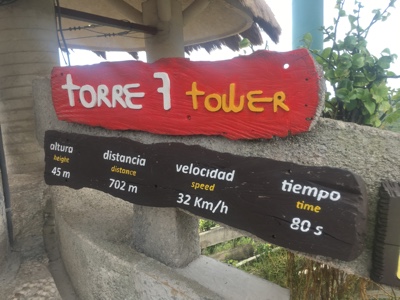 TORRE 7 TOWER
altura distancia velocidad tiempo
height distance speed time
45 m 702 m 32 Km/h 80 s